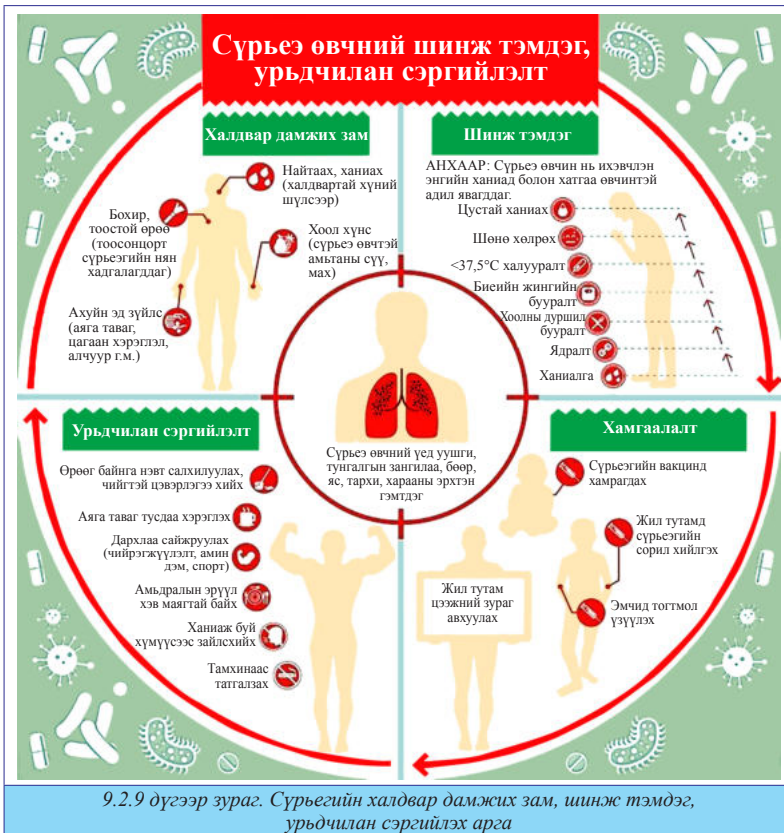 Сүрьеэ өвчний шинж тэмдэг,
урьдчилан сэргийлэлт
Халдвар дамжих зам
Найтаах, ханиах
(халдвартай хүний
шүлсээр)
Бохир,
тоостой өрөө
(тоосонцорт
сүрьеэгийн нян
хадгалагддаг)
Хоол хүнс
(сүрьеэ өвчтэй
амьтаны сүү,
мах)
Ахуйн эд зүйлс
(аяга таваг,
цагаан хэрэглэл,
алчуур г.м.)
Шинж тэмдэг
АНХААР: Сүрьеэ өвчин нь ихэвчлэн
энгийн ханиад болон хатгаа өвчинтэй
адил явагддаг.
Цустай ханиах
Шөнө хөлрөх
<37,5°C халууралт
Биеийн жингийн
бууралт
Хоолны дуршил
бууралт
Ядралт
Ханиалга
Сүрьеэ өвчний үед уушги,
тунгалгын зангилаа, бөөр,
яс, тархи, харааны эрхтэн
гэмтдэг
Урьдчилан сэргийлэлт
Өрөөг байнга нэвт салхилуулах,
чийгтэй цэвэрлэгээ хийх
Аяга таваг тусдаа хэрэглэх
Дархлаа сайжруулах
(чийрэгжүүлэлт, амин
дэм, спорт)
Амьдралын эрүүл
хэв маягтай байх
Ханиаж буй
хүмүүсээс зайлсхийх
Тамхинаас
татгалзах
Хамгаалалт
Сүрьеэгийн вакцинд
хамрагдах
Жил тутамд
сүрьеэгийн
сорил хийлгэх
Жил тутам
цээжний зураг
авхуулах
Эмчид тогтмол
үзүүлэх
9.2.9 дүгээр зураг. Сүрьегийн халдвар дамжих зам, шинж тэмдэг,
урьдчилан сэргийлэх арга